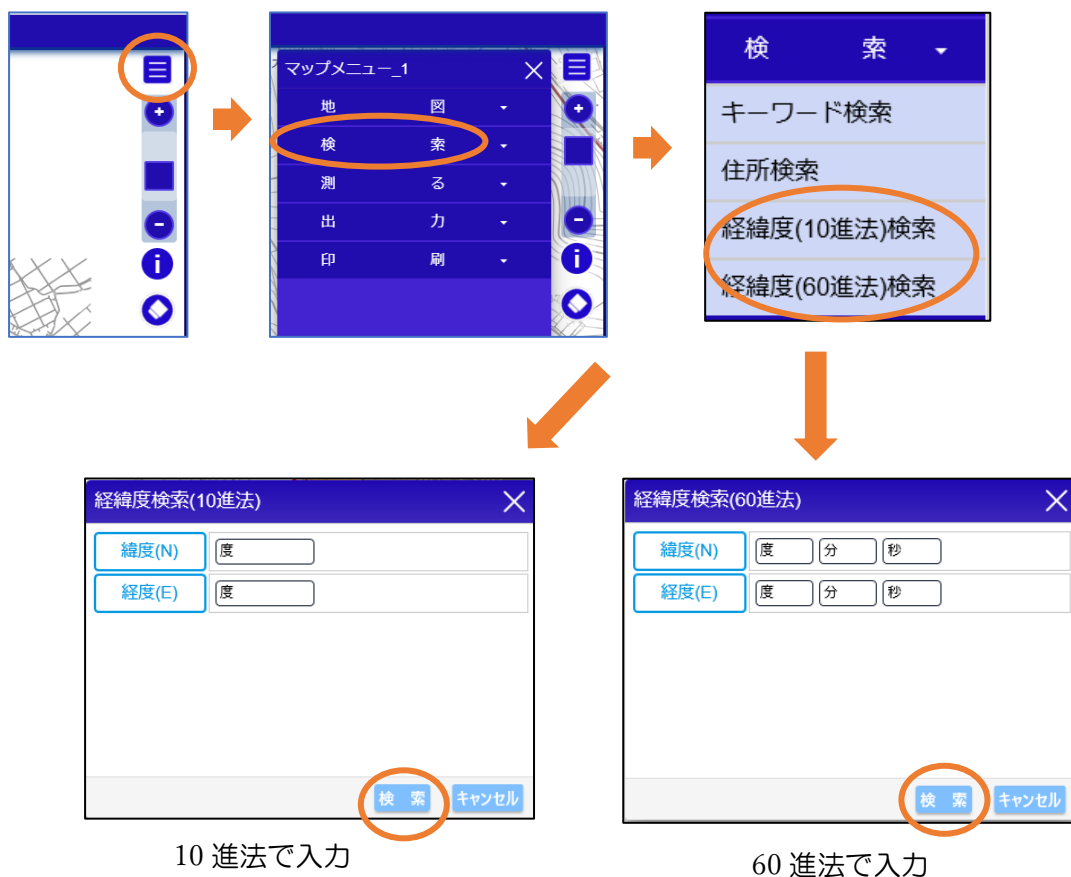 マップメニュー_1
地 図
検 索
測 る
出 力
印 刷
検 索
キーワード検索
住所検索
経緯度(10進法)検索
経緯度(60進法)検索
経緯度検索(10進法)
緯度(N) 度
経度(E) 度
検 索 キャンセル
10 進法で入力
経緯度検索(60進法)
緯度(N) 度 分 秒
経度(E) 度 分 秒
検 索 キャンセル
60 進法で入力